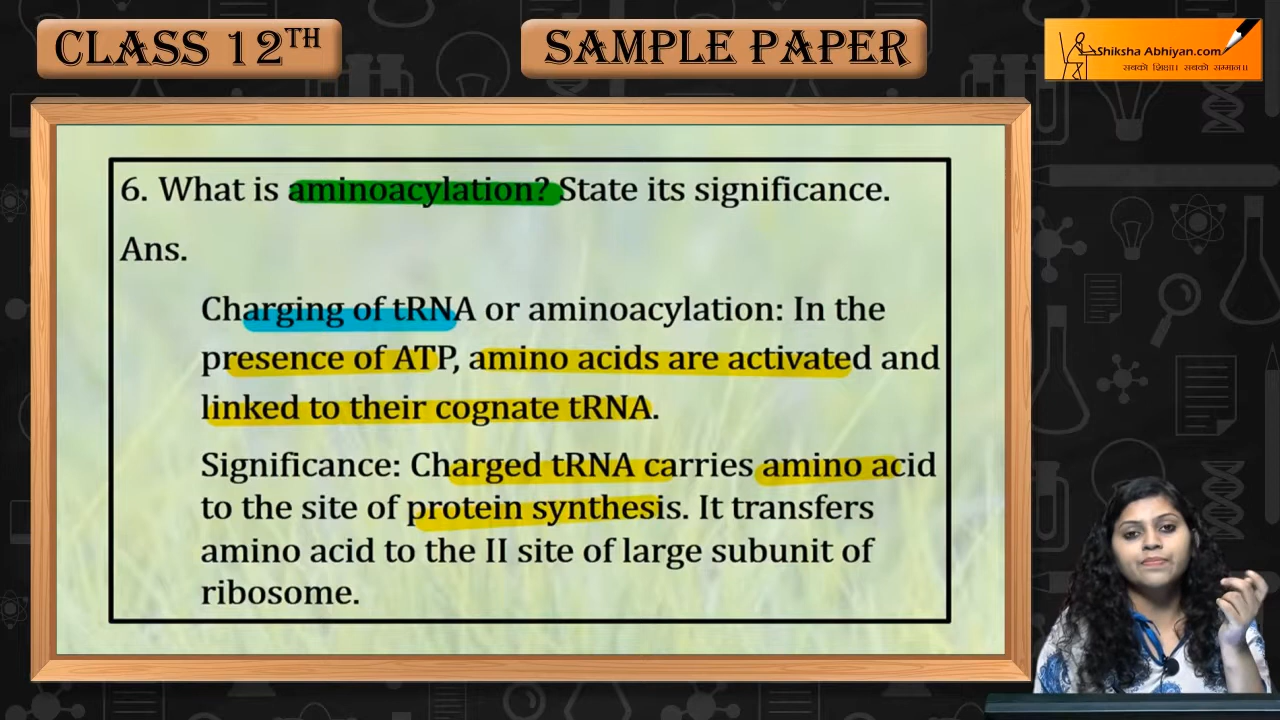 CLASS 12TH
SAMPLE PAPER
Shiksha Abhiyan.com
सबको शिक्षा। सबको सम्मान॥
6. What is aminoacylation? State its significance.
Ans.
Charging of tRNA or aminoacylation: In the
presence of ATP, amino acids are activated and
linked to their cognate tRNA.
Significance: Charged tRNA carries amino acid
to the site of protein synthesis. It transfers
amino acid to the II site of large subunit of
ribosome.